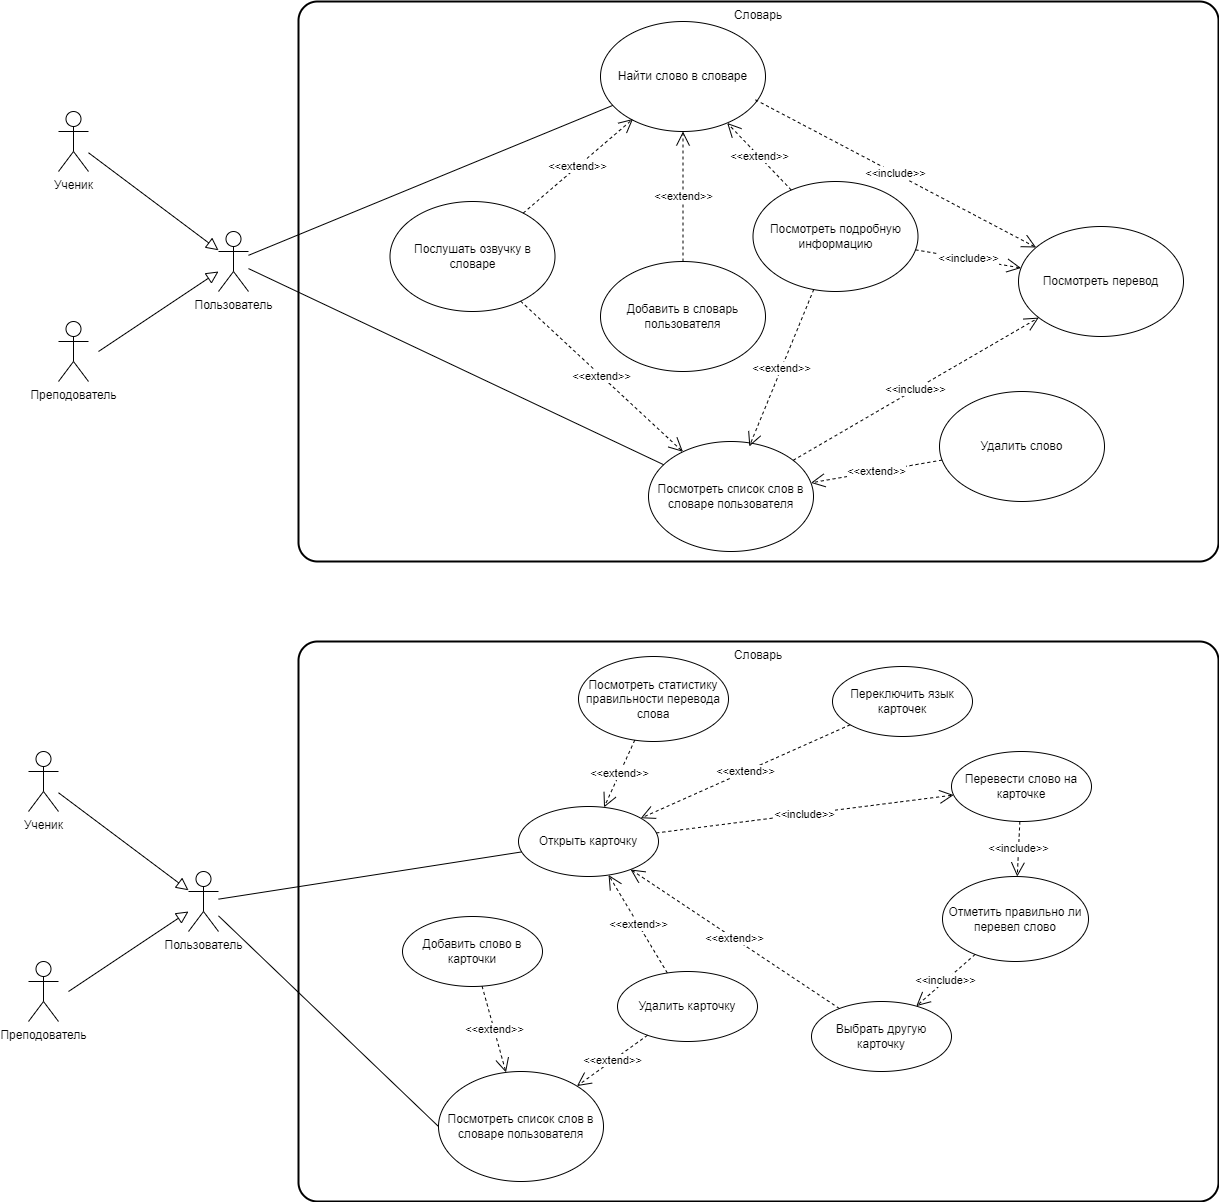 Словарь
Найти слово в словаре
<<extend>>
<<extend>>
<<extend>>
<<include>>
Ученик
Послушать озвучку в
словаре
Посмотреть подробную
информацию
<<include>>
Посмотреть перевод
Пользователь
Добавить в словарь
пользователя
<<extend>>
<<extend>>
<<include>>
Преподователь
Удалить слово
<<extend>>
Посмотреть список слов в
словаре пользователя
Словарь
Посмотреть статистику
правильности перевода
слова
Переключить язык
карточек
<<extend>>
<<extend>>
Перевести слово на
карточке
<<include>>
Ученик
Открыть карточку
<<include>>
Отметить правильно ли
перевел слово
<<extend>>
<<extend>>
Пользователь
Добавить слово в
карточки
<<include>>
Удалить карточку
Выбрать другую
карточку
<<extend>>
Преподователь
<<extend>>
Посмотреть список слов в
словаре пользователя